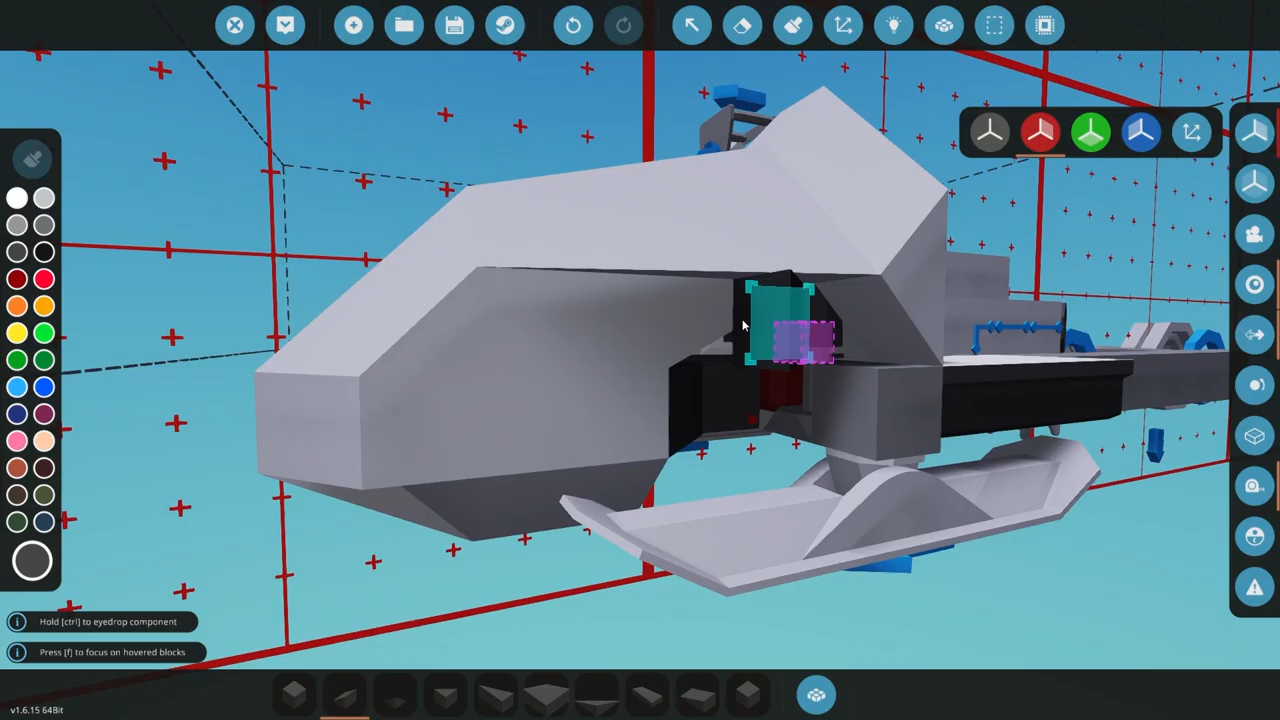 Hold [ctrl] to eyedrop component
Press [f] to focus on hovered blocks
v1.6.15 64Bit